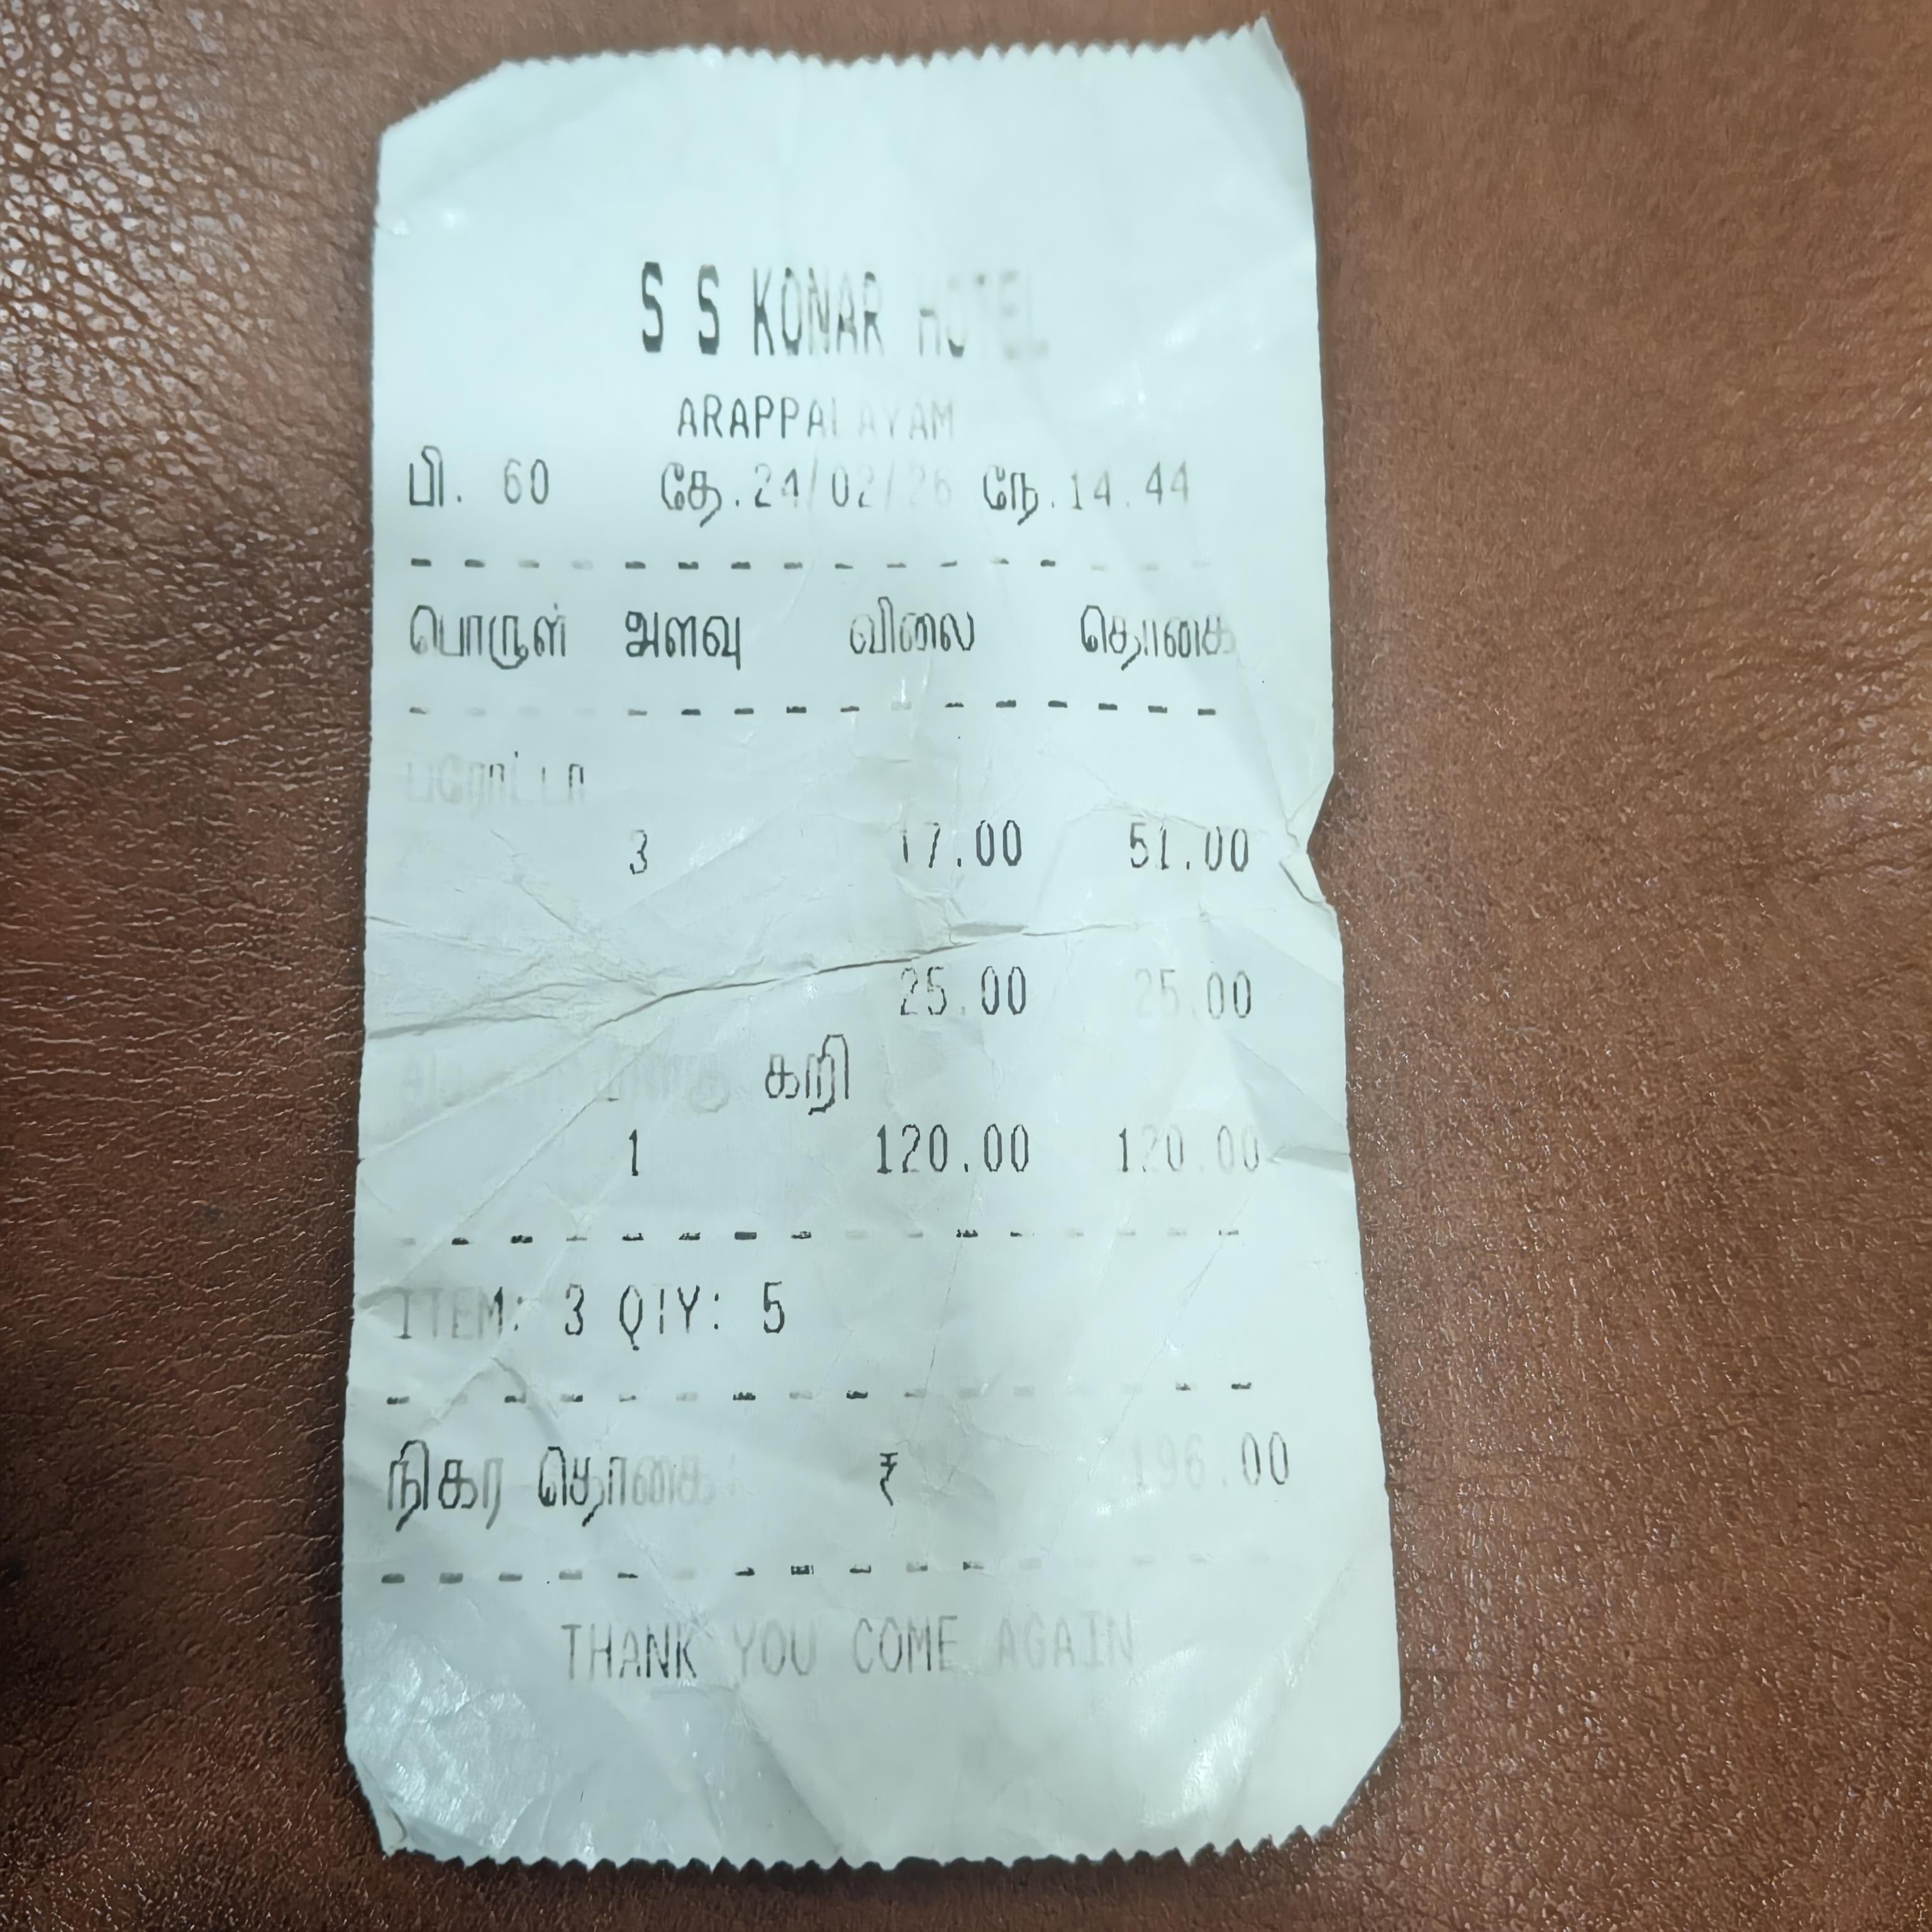 S S KONAR HOTEL
ARAPPALAYAM
பி. 60 தே.24/02/26 நே.14.44
பொருள் அளவு விலை தொகை
பரோட்டா
3 17.00 51.00
25.00 25.00
கறி
1 120.00 120.00
ITEM: 3 QTY: 5
நிகர தொகை: ₹ 196.00
THANK YOU COME AGAIN